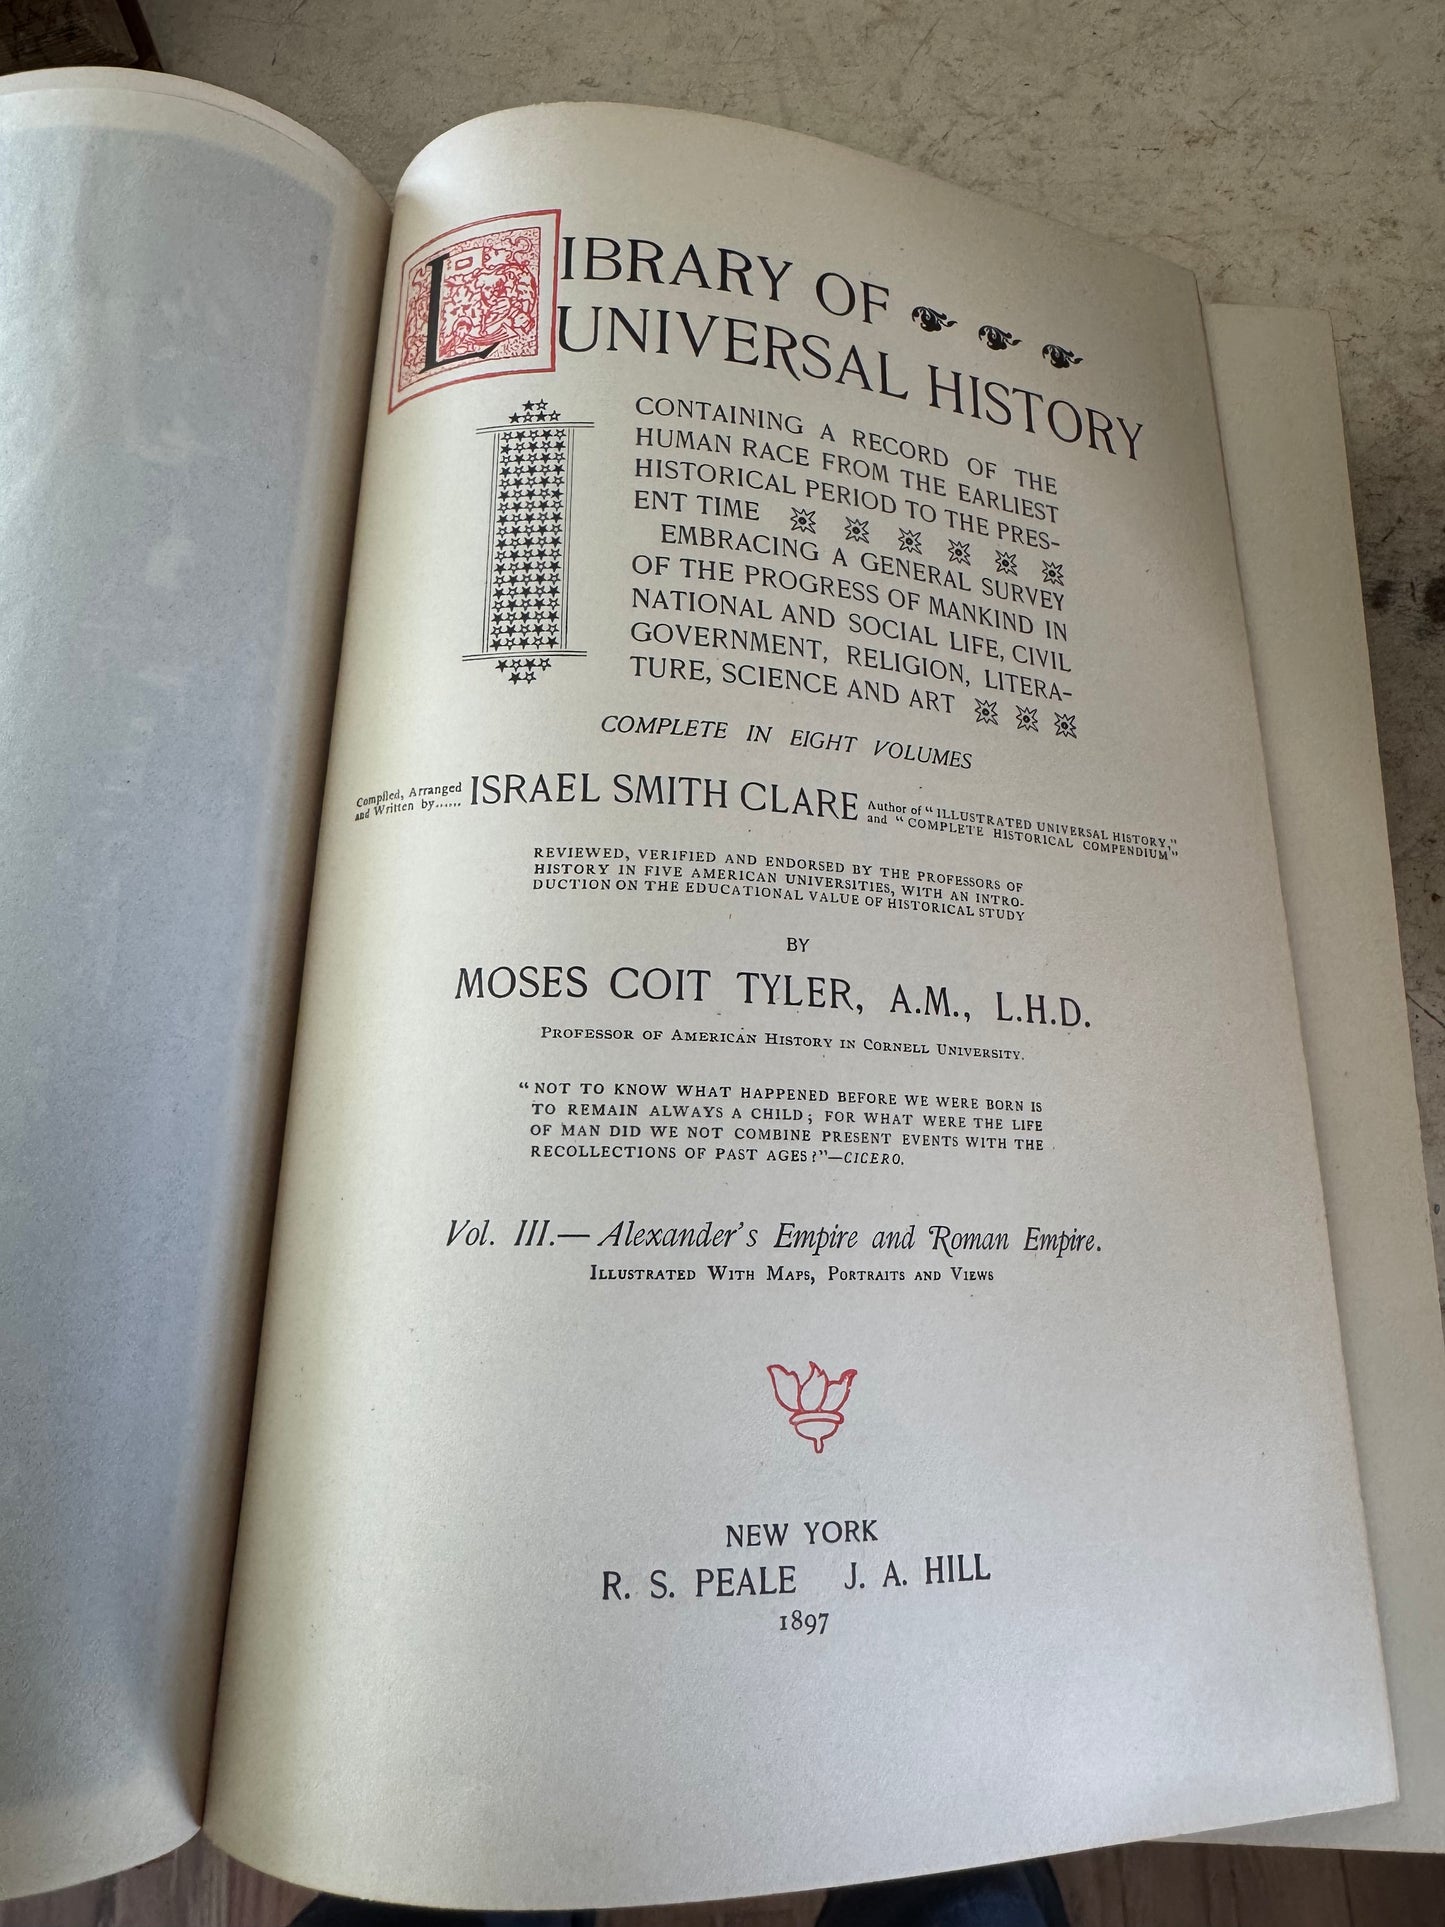 LIBRARY OF
UNIVERSAL HISTORY
CONTAINING A RECORD OF THE
HUMAN RACE FROM THE EARLIEST
HISTORICAL PERIOD TO THE PRES-
ENT TIME
EMBRACING A GENERAL SURVEY
OF THE PROGRESS OF MANKIND IN
NATIONAL AND SOCIAL LIFE, CIVIL
GOVERNMENT, RELIGION, LITERA-
TURE, SCIENCE AND ART
COMPLETE IN EIGHT VOLUMES
Compiled, Arranged
and Written by......
ISRAEL SMITH CLARE
Author of "ILLUSTRATED UNIVERSAL HISTORY,"
and "COMPLETE HISTORICAL COMPENDIUM"
REVIEWED, VERIFIED AND ENDORSED BY THE PROFESSORS OF
HISTORY IN FIVE AMERICAN UNIVERSITIES, WITH AN INTRO-
DUCTION ON THE EDUCATIONAL VALUE OF HISTORICAL STUDY
BY
MOSES COIT TYLER, A.M., L.H.D.
PROFESSOR OF AMERICAN HISTORY IN CORNELL UNIVERSITY.
"NOT TO KNOW WHAT HAPPENED BEFORE WE WERE BORN IS
TO REMAIN ALWAYS A CHILD; FOR WHAT WERE THE LIFE
OF MAN DID WE NOT COMBINE PRESENT EVENTS WITH THE
RECOLLECTIONS OF PAST AGES?"—CICERO.
Vol. III.—Alexander's Empire and Roman Empire.
ILLUSTRATED WITH MAPS, PORTRAITS AND VIEWS
NEW YORK
R. S. PEALE J. A. HILL
1897